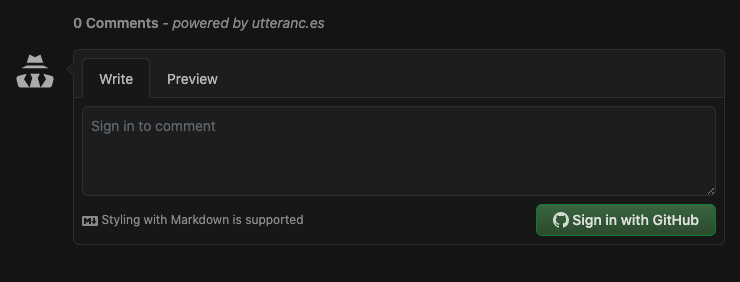 0 Comments - powered by utteranc.es
Write Preview
Sign in to comment
Styling with Markdown is supported
Sign in with GitHub